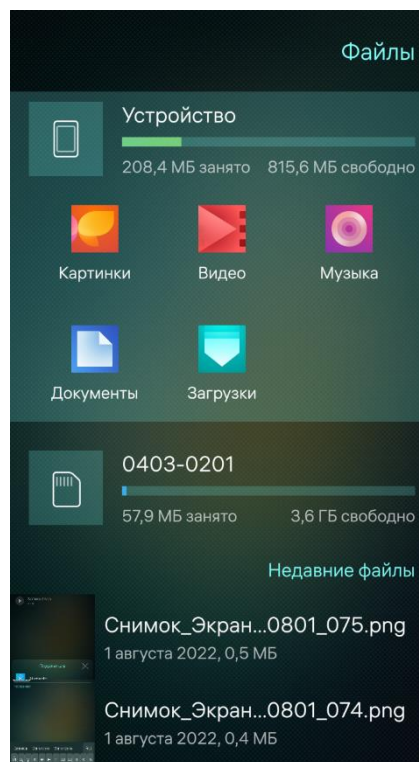 Файлы
Устройство
208,4 МБ занято 815,6 МБ свободно
Картинки Видео Музыка
Документы Загрузки
0403-0201
57,9 МБ занято 3,6 ГБ свободно
Недавние файлы
Снимок_Экран...0801_075.png
1 августа 2022, 0,5 МБ
Снимок_Экран...0801_074.png
1 августа 2022, 0,4 МБ